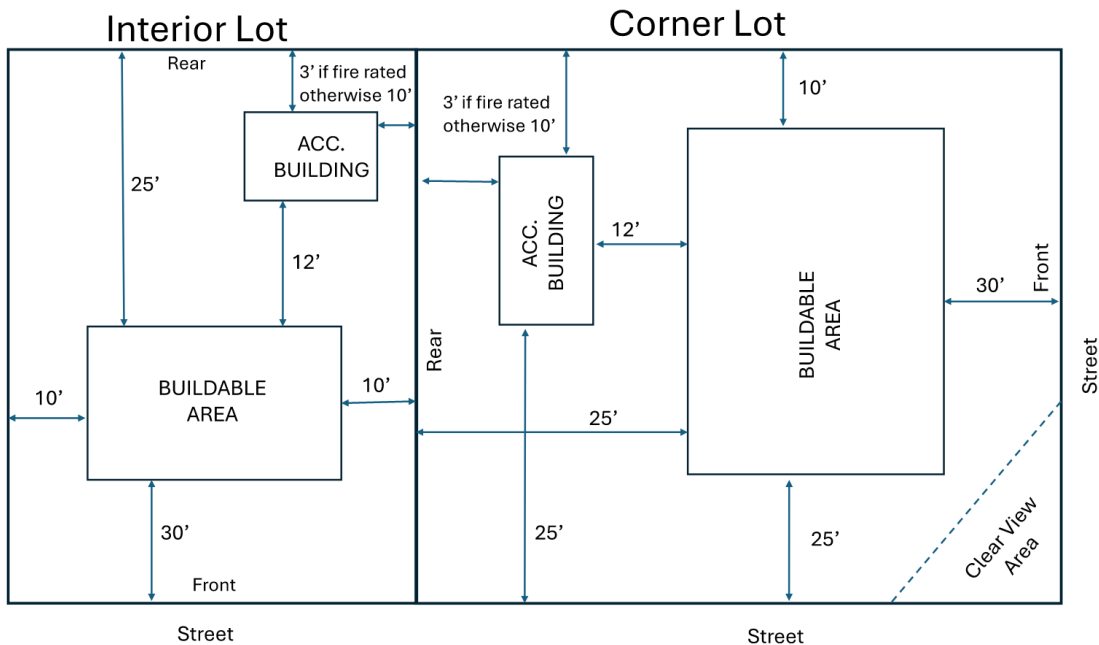 Interior Lot
Corner Lot
Rear
3’ if fire rated
otherwise 10’
ACC.
BUILDING
25’
12’
10’
BUILDABLE
AREA
10’
30’
Front
Street
3’ if fire rated
otherwise 10’
10’
ACC.
BUILDING
12’
BUILDABLE
AREA
30’
Front
Rear
Street
25’
25’
25’
Clear View
Area
Street